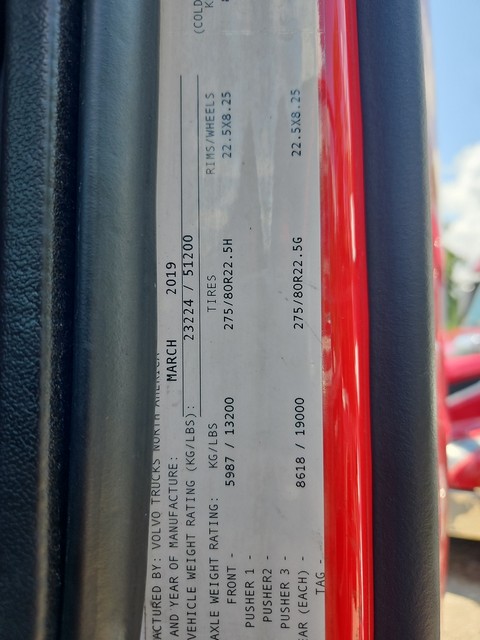 ACTURED BY: VOLVO TRUCKS NORTH AMERICA
AND YEAR OF MANUFACTURE: MARCH 2019
VEHICLE WEIGHT RATING (KG/LBS): 23224 / 51200
AXLE WEIGHT RATING: KG/LBS TIRES RIMS/WHEELS (COLD
FRONT - 5987 / 13200 275/80R22.5H 22.5X8.25
PUSHER 1 -
PUSHER2 -
PUSHER 3 -
AR (EACH) - 8618 / 19000 275/80R22.5G 22.5X8.25
TAG -